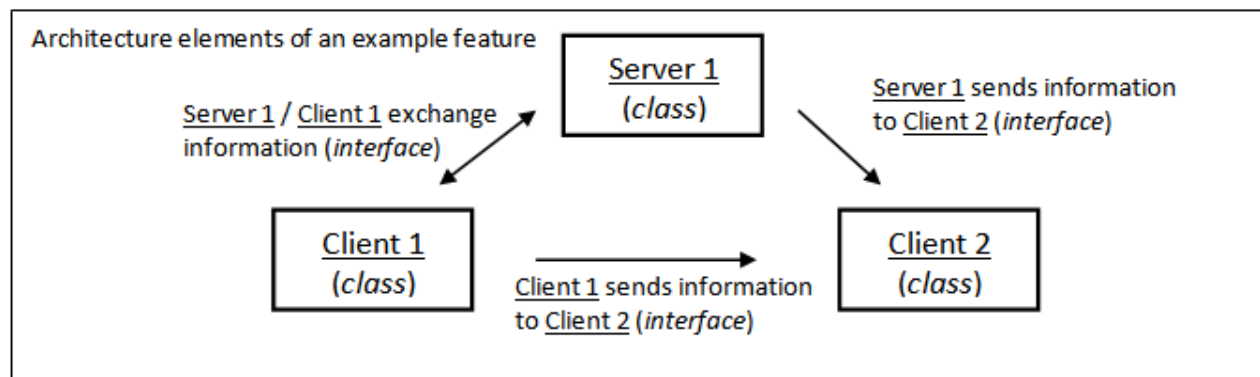 Architecture elements of an example feature
Server 1
(class)
Server 1 / Client 1 exchange
information (interface)
Server 1 sends information
to Client 2 (interface)
Client 1
(class)
Client 1 sends information
to Client 2 (interface)
Client 2
(class)